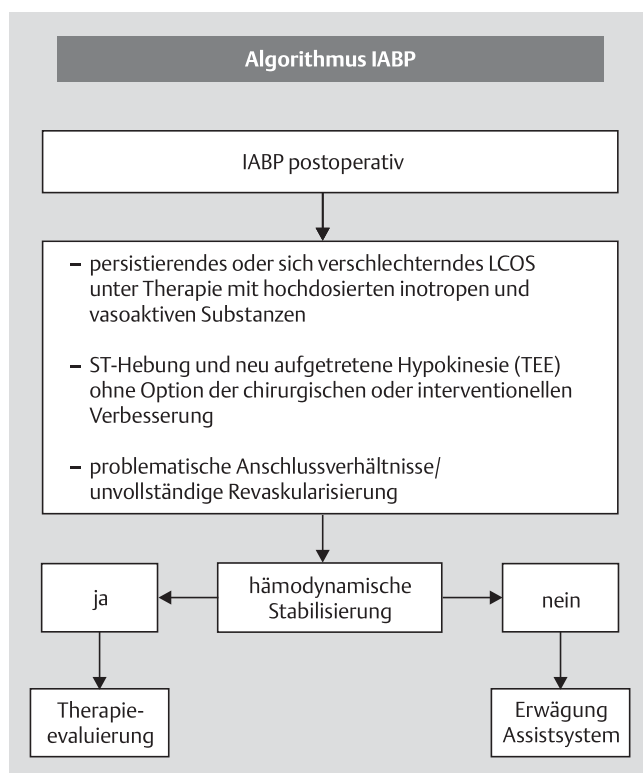 Algorithmus IABP
IABP postoperativ
– persistierendes oder sich verschlechterndes LCOS
unter Therapie mit hochdosierten inotropen und
vasoaktiven Substanzen
– ST-Hebung und neu aufgetretene Hypokinesie (TEE)
ohne Option der chirurgischen oder interventionellen
Verbesserung
– problematische Anschlussverhältnisse/
unvollständige Revaskularisierung
ja
hämodynamische
Stabilisierung
nein
Therapie-
evaluierung
Erwägung
Assistsystem